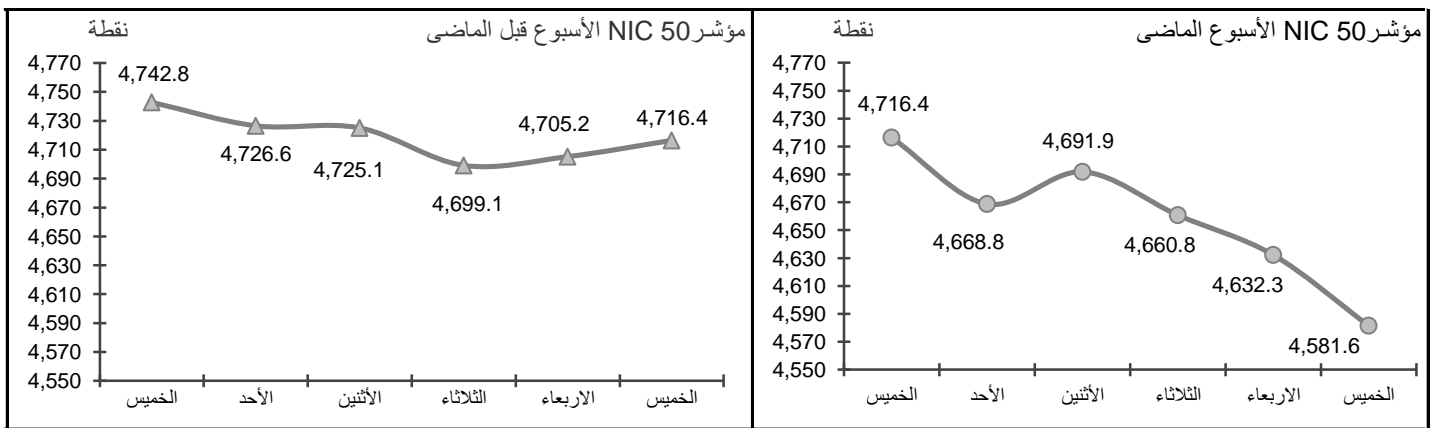 مؤشر NIC 50 الأسبوع الماضى
نقطة
4,770
4,750
4,730
4,710
4,690
4,670
4,650
4,630
4,610
4,590
4,570
4,550
4,716.4
4,668.8
4,691.9
4,660.8
4,632.3
4,581.6
الخميس
الأحد
الأثنين
الثلاثاء
الاربعاء
الخميس
مؤشر NIC 50 الأسبوع قبل الماضى
نقطة
4,770
4,750
4,730
4,710
4,690
4,670
4,650
4,630
4,610
4,590
4,570
4,550
4,742.8
4,726.6
4,725.1
4,699.1
4,705.2
4,716.4
الخميس
الأحد
الأثنين
الثلاثاء
الاربعاء
الخميس